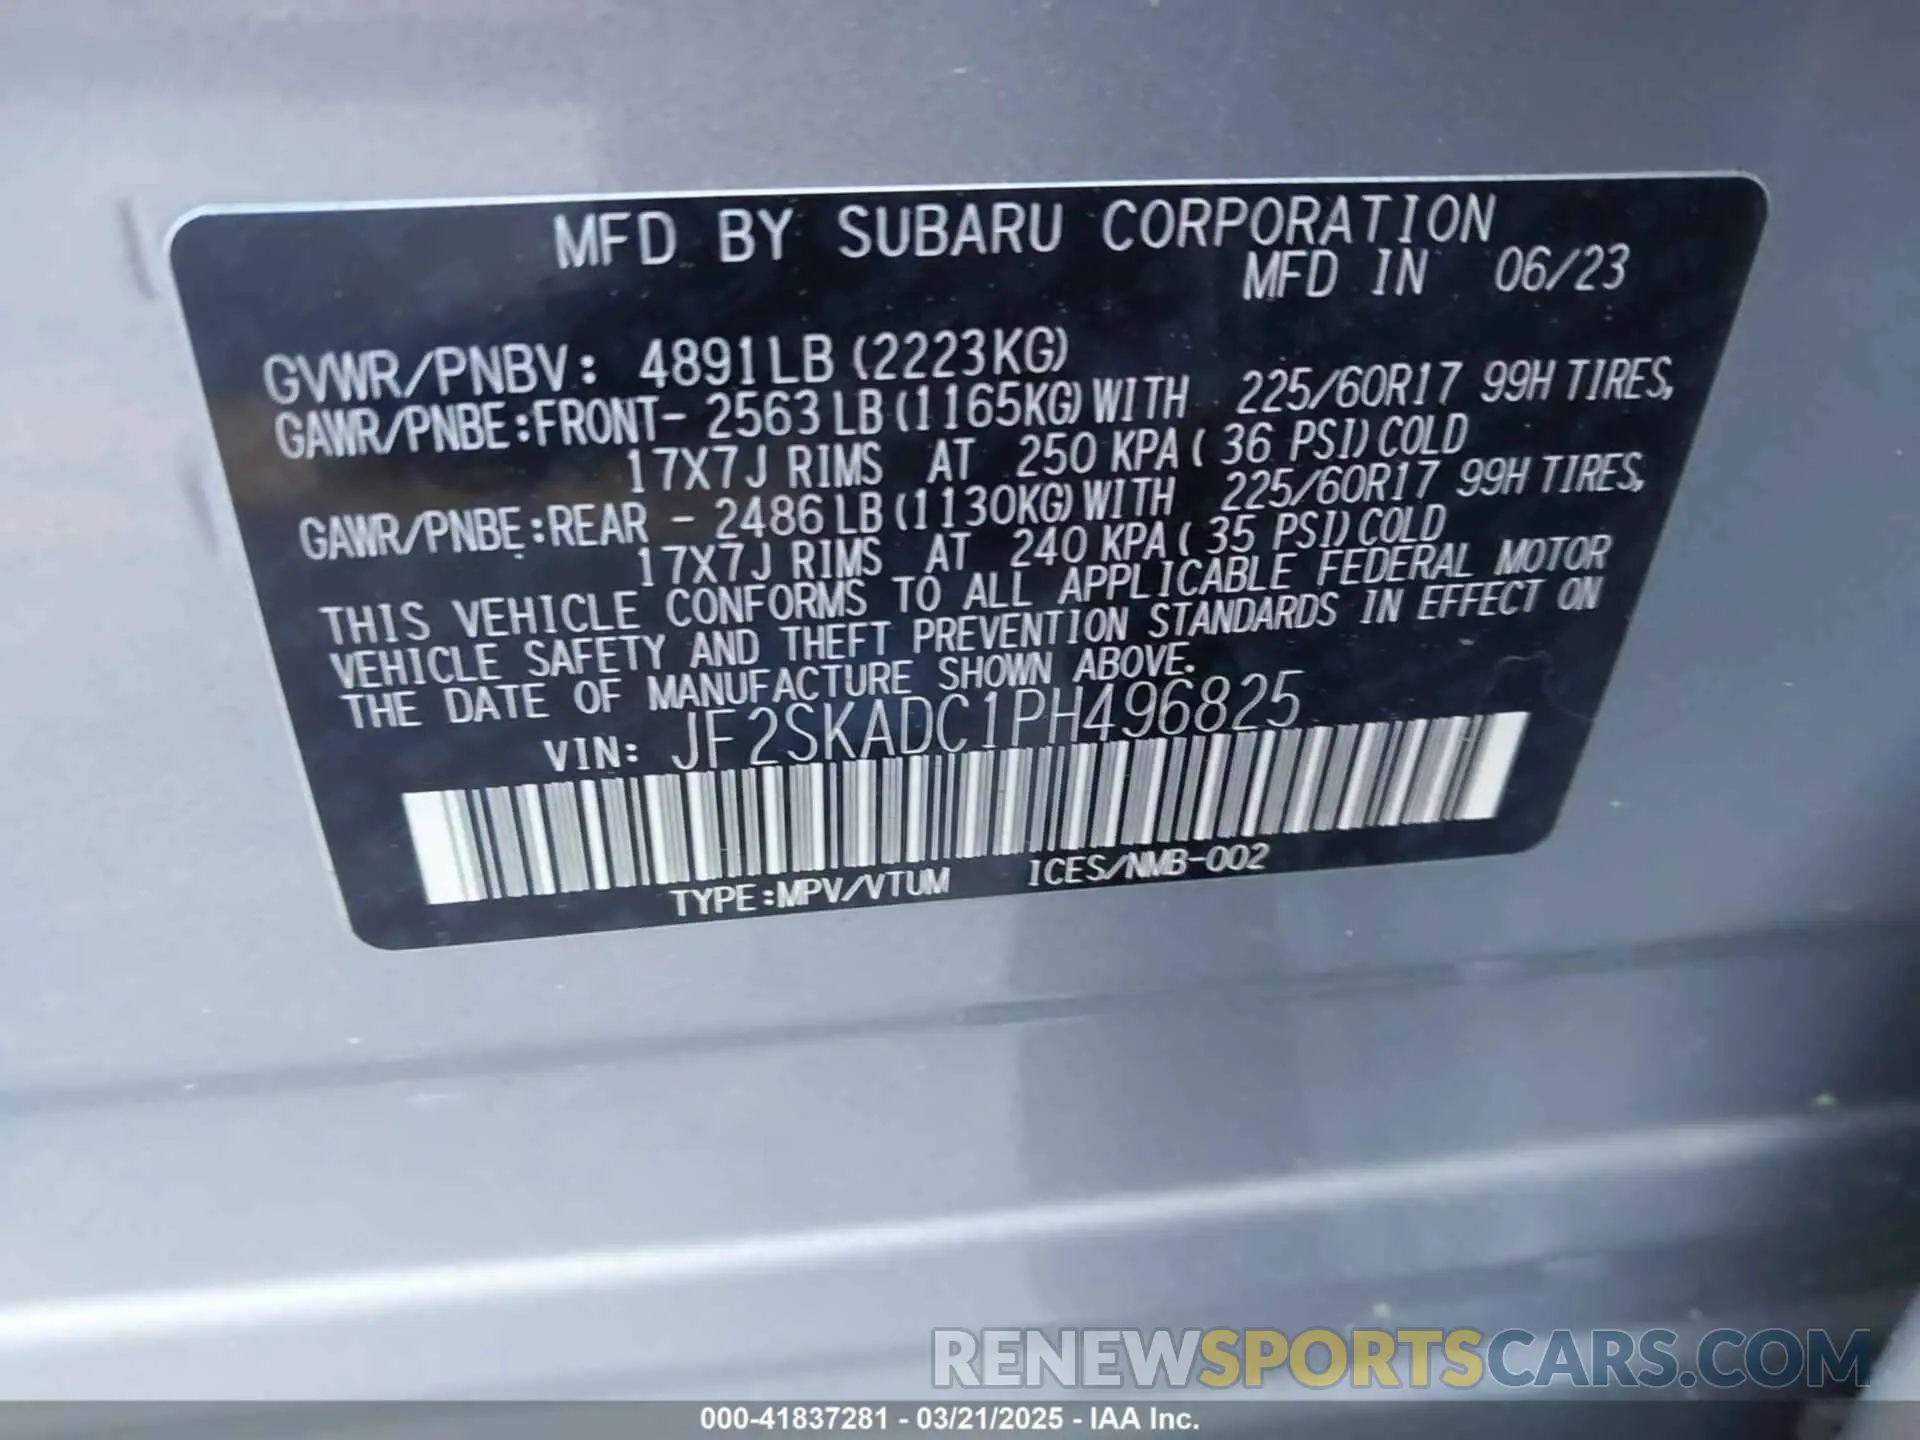 MFD BY SUBARU CORPORATION
MFD IN 06/23
GVWR/PNBV: 4891LB (2223KG)
GAWR/PNBE:FRONT- 2563 LB (1165KG) WITH 225/60R17 99H TIRES,
17X7J RIMS AT 250 KPA ( 36 PSI) COLD
GAWR/PNBE:REAR - 2486 LB (1130KG) WITH 225/60R17 99H TIRES,
17X7J RIMS AT 240 KPA ( 35 PSI) COLD
THIS VEHICLE CONFORMS TO ALL APPLICABLE FEDERAL MOTOR
VEHICLE SAFETY AND THEFT PREVENTION STANDARDS IN EFFECT ON
THE DATE OF MANUFACTURE SHOWN ABOVE.
VIN: JF2SKADC1PH496825
TYPE:MPV/VTUM ICES/NMB-002
RENEWSPORTSCARS.COM
000-41837281 - 03/21/2025 - IAA Inc.